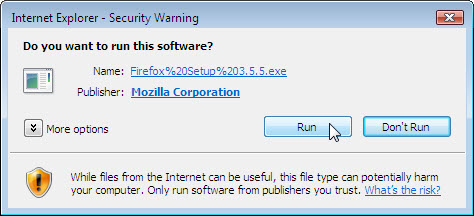 Internet Explorer - Security Warning
Do you want to run this software?
Name: Firefox%20Setup%203.5.5.exe
Publisher: Mozilla Corporation
More options Run Don't Run
While files from the Internet can be useful, this file type can potentially harm
your computer. Only run software from publishers you trust. What's the risk?